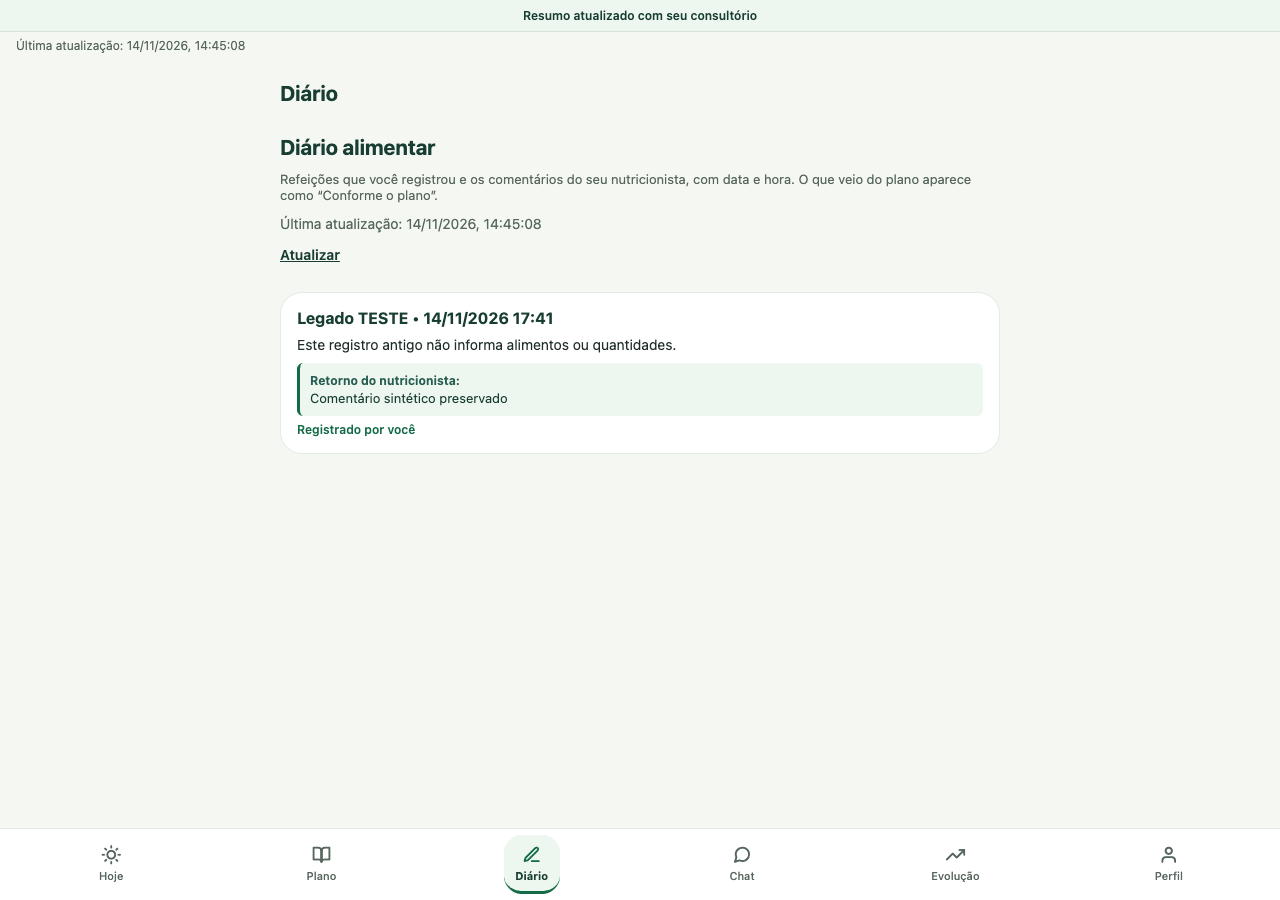 Resumo atualizado com seu consultório
Última atualização: 14/11/2026, 14:45:08
Diário
Diário alimentar
Refeições que você registrou e os comentários do seu nutricionista, com data e hora. O que veio do plano aparece
como “Conforme o plano”.
Última atualização: 14/11/2026, 14:45:08
Atualizar
Legado TESTE • 14/11/2026 17:41
Este registro antigo não informa alimentos ou quantidades.
Retorno do nutricionista:
Comentário sintético preservado
Registrado por você
Hoje
Plano
Diário
Chat
Evolução
Perfil